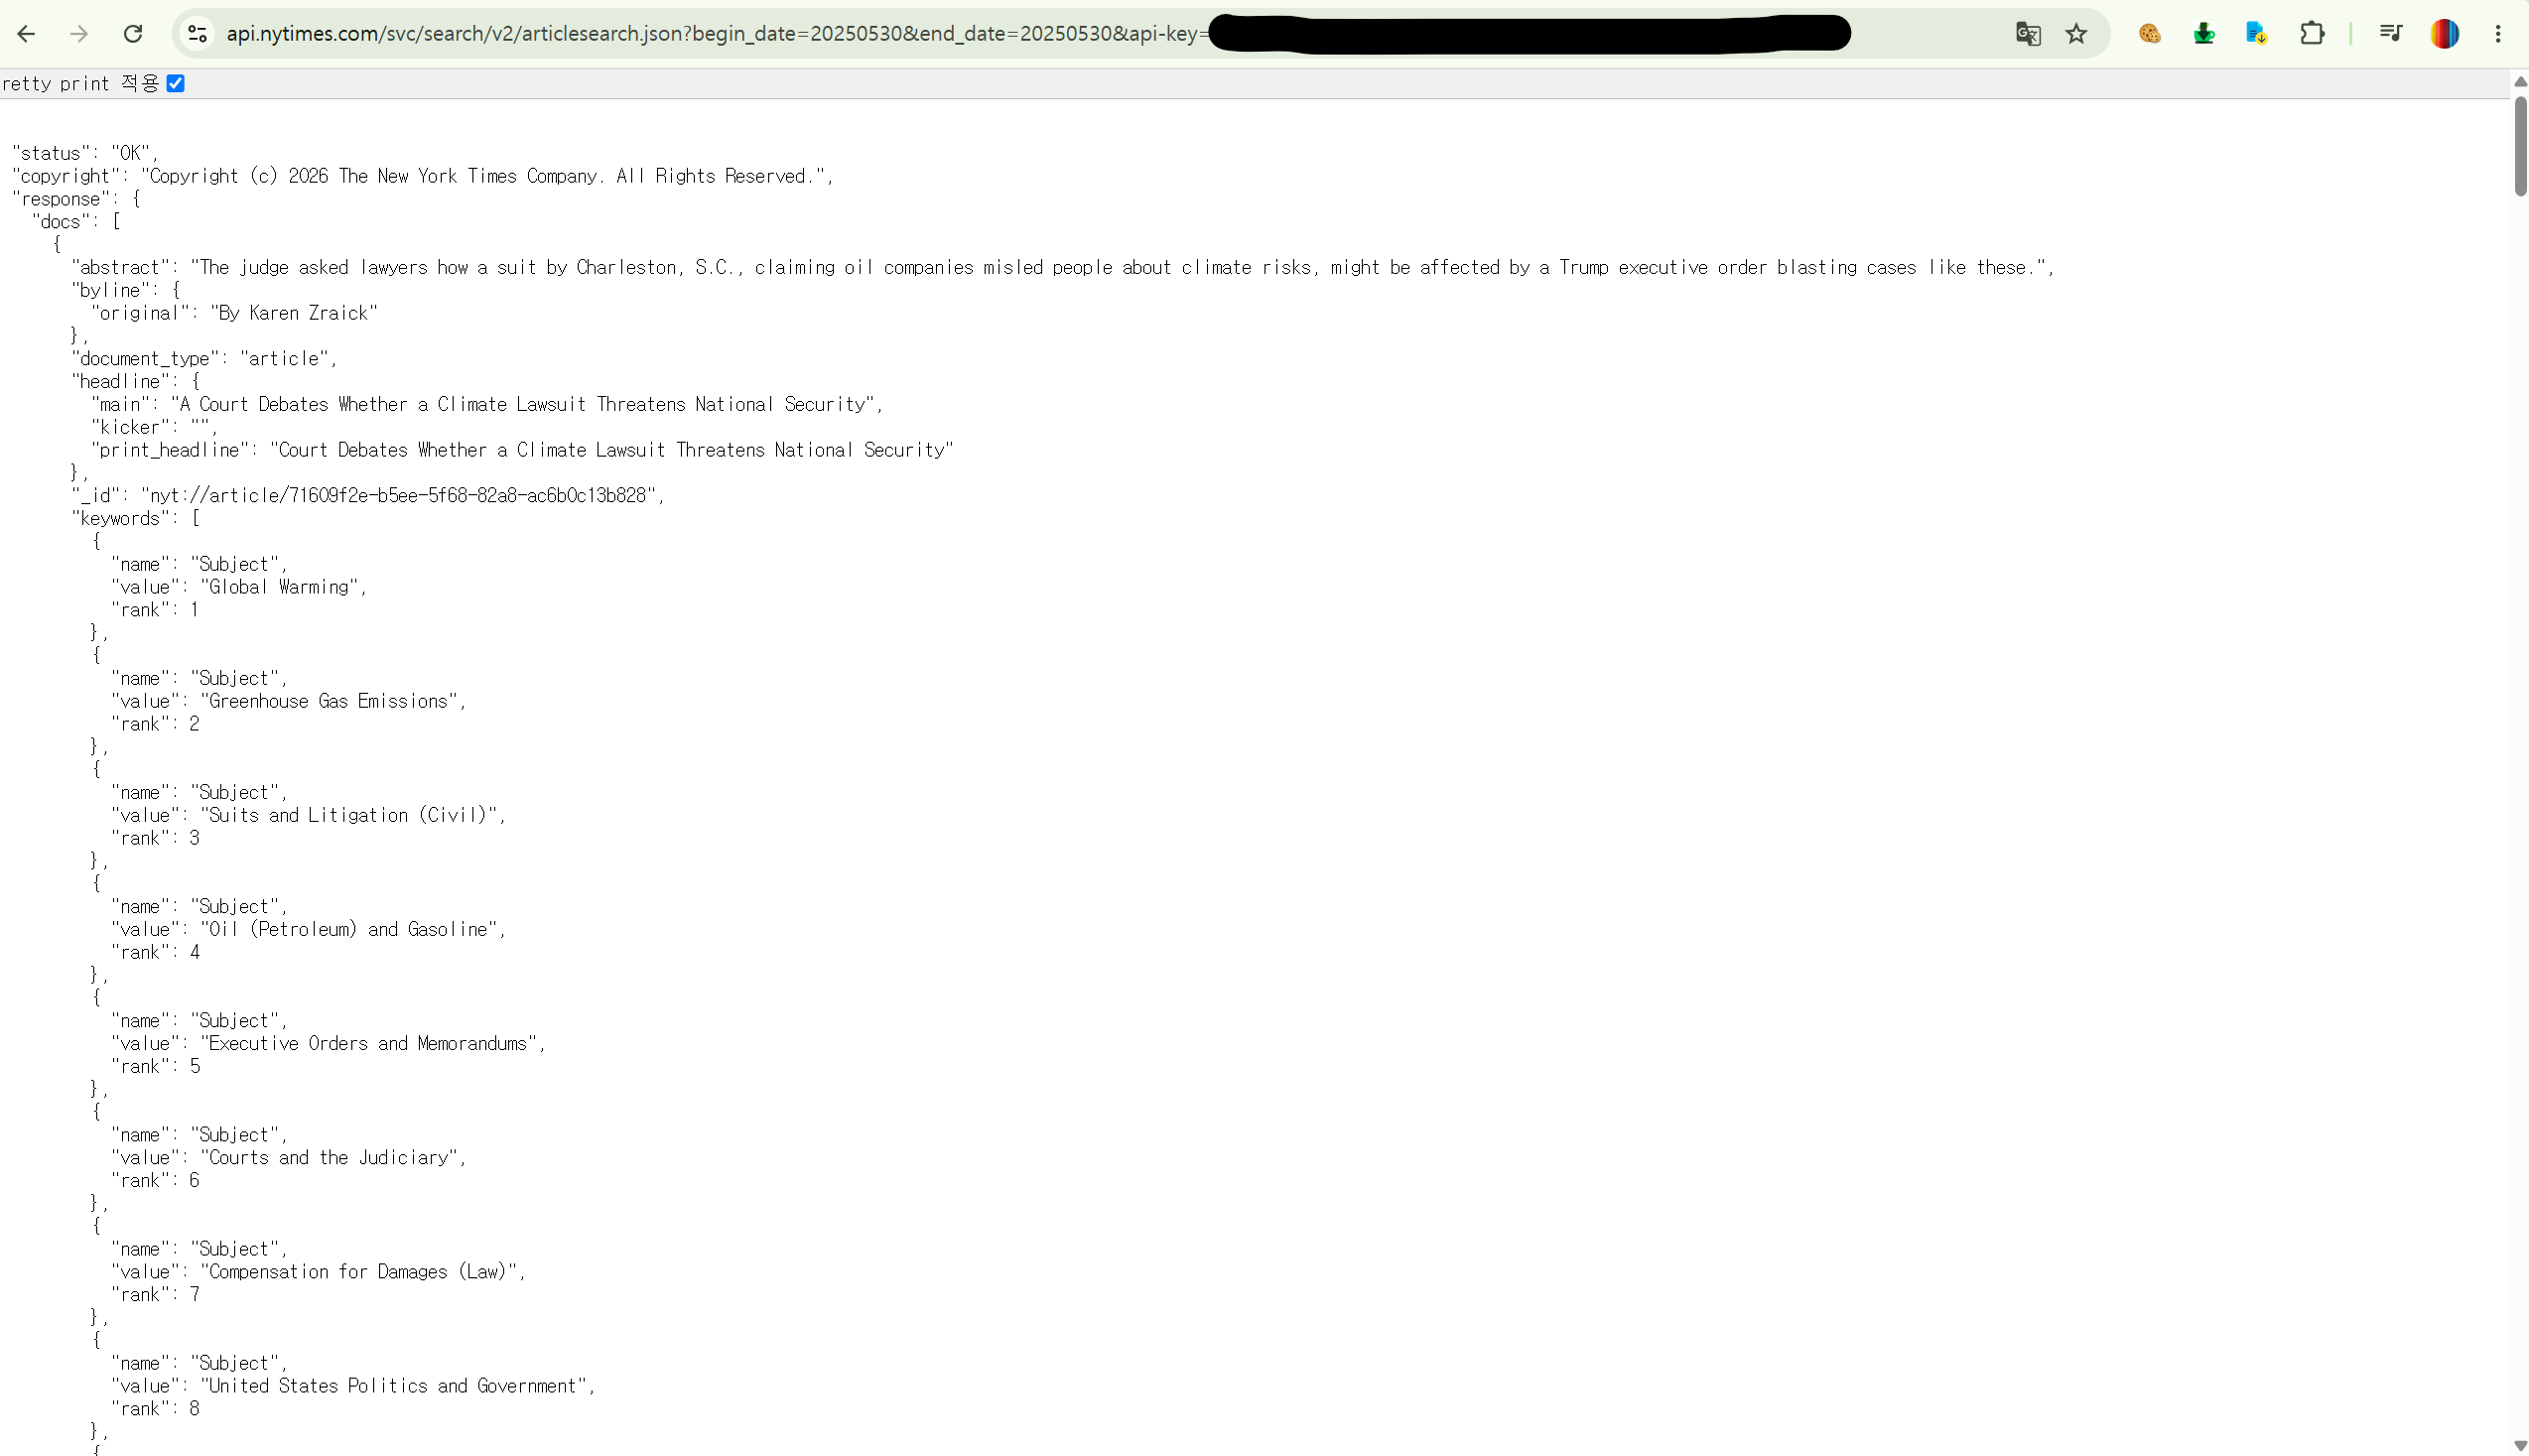 api.nytimes.com/svc/search/v2/articlesearch.json?begin_date=20250530&end_date=20250530&api-key=
retty print 적용
"status": "OK",
"copyright": "Copyright (c) 2026 The New York Times Company. All Rights Reserved.",
"response": {
"docs": [
{
"abstract": "The judge asked lawyers how a suit by Charleston, S.C., claiming oil companies misled people about climate risks, might be affected by a Trump executive order blasting cases like these.",
"byline": {
"original": "By Karen Zraick"
},
"document_type": "article",
"headline": {
"main": "A Court Debates Whether a Climate Lawsuit Threatens National Security",
"kicker": "",
"print_headline": "Court Debates Whether a Climate Lawsuit Threatens National Security"
},
"_id": "nyt://article/71609f2e-b5ee-5f68-82a8-ac6b0c13b828",
"keywords": [
{
"name": "Subject",
"value": "Global Warming",
"rank": 1
},
{
"name": "Subject",
"value": "Greenhouse Gas Emissions",
"rank": 2
},
{
"name": "Subject",
"value": "Suits and Litigation (Civil)",
"rank": 3
},
{
"name": "Subject",
"value": "Oil (Petroleum) and Gasoline",
"rank": 4
},
{
"name": "Subject",
"value": "Executive Orders and Memorandums",
"rank": 5
},
{
"name": "Subject",
"value": "Courts and the Judiciary",
"rank": 6
},
{
"name": "Subject",
"value": "Compensation for Damages (Law)",
"rank": 7
},
{
"name": "Subject",
"value": "United States Politics and Government",
"rank": 8
},
{